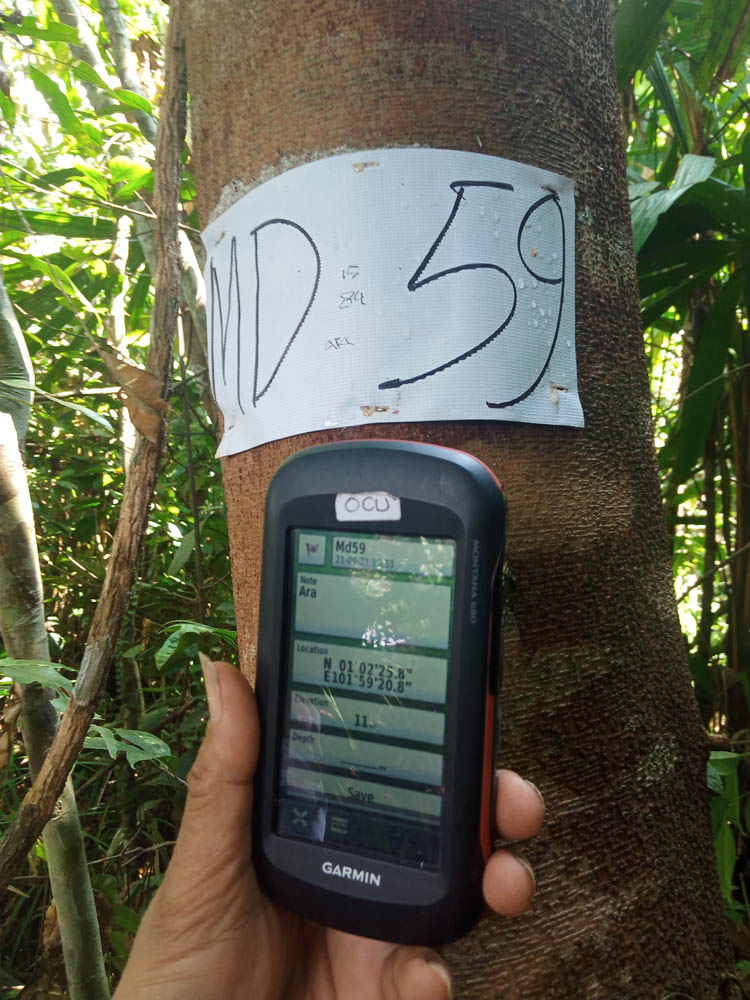 MD 59
15
84
OCU
MONTANA 680
Md59
Note
Ara
Location
N 01°02'25.8"
E101°59'20.8"
Elevation
11
Depth
Save
GARMIN